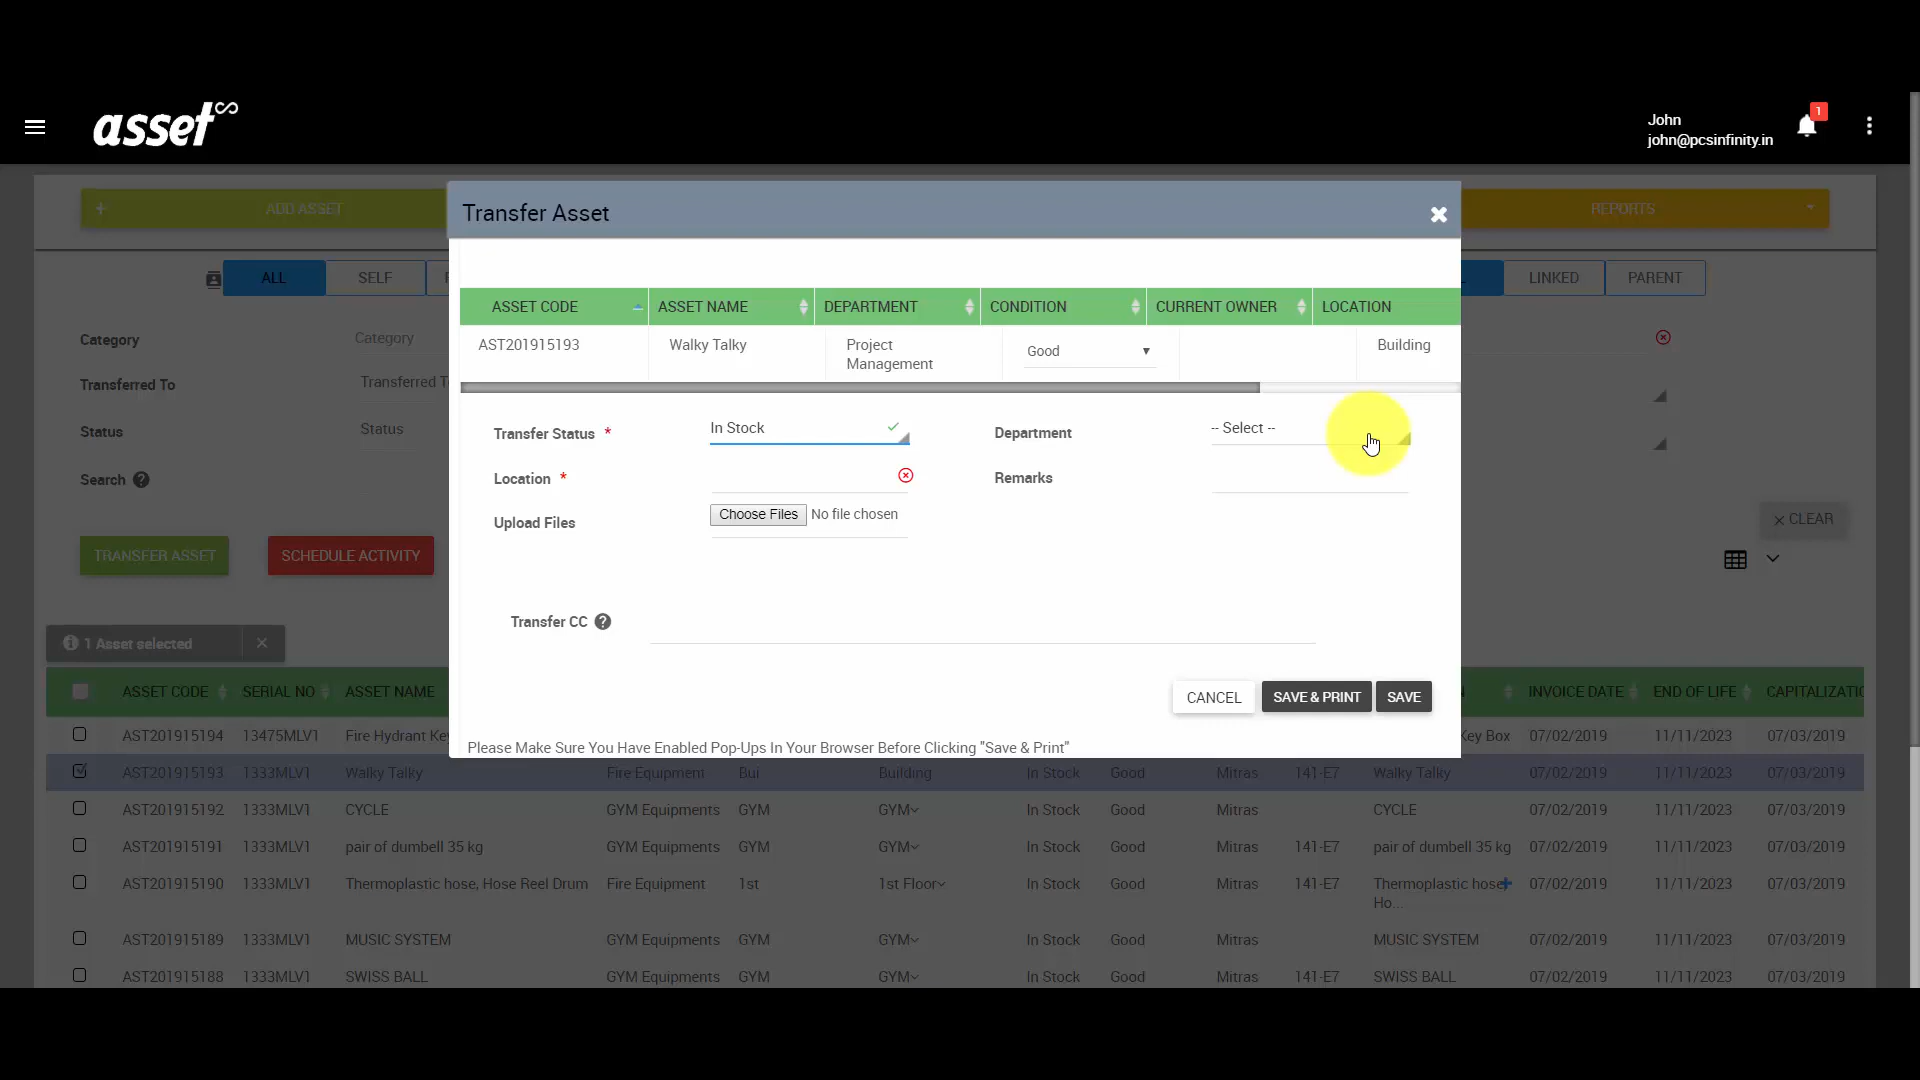 asset∞
John
john@pcsinfinity.in
1
+ ADD ASSET
REPORTS
Transfer Asset
ALL SELF
LINKED PARENT
ASSET CODE ASSET NAME DEPARTMENT CONDITION CURRENT OWNER LOCATION
AST201915193 Walky Talky Project Management Good Building
Category Category
Transferred To Transferred T
Status Status
Search ?
Transfer Status * In Stock
Department -- Select --
Location *
Remarks
Upload Files Choose Files No file chosen
CLEAR
TRANSFER ASSET SCHEDULE ACTIVITY
Transfer CC ?
1 Asset selected
CANCEL SAVE & PRINT SAVE
Please Make Sure You Have Enabled Pop-Ups In Your Browser Before Clicking "Save & Print"
ASSET CODE SERIAL NO ASSET NAME INVOICE DATE END OF LIFE CAPITALIZATIO
AST201915194 13475MLV1 Fire Hydrant Key Key Box 07/02/2019 11/11/2023 07/03/2019
AST201915193 1333MLV1 Walky Talky Fire Equipment Bui Building In Stock Good Mitras 141-E7 Walky Talky 07/02/2019 11/11/2023 07/03/2019
AST201915192 1333MLV1 CYCLE GYM Equipments GYM GYM In Stock Good Mitras CYCLE 07/02/2019 11/11/2023 07/03/2019
AST201915191 1333MLV1 pair of dumbell 35 kg GYM Equipments GYM GYM In Stock Good Mitras 141-E7 pair of dumbell 35 kg 07/02/2019 11/11/2023 07/03/2019
AST201915190 1333MLV1 Thermoplastic hose, Hose Reel Drum Fire Equipment 1st 1st Floor In Stock Good Mitras 141-E7 Thermoplastic hose, 07/02/2019 11/11/2023 07/03/2019
Ho...
AST201915189 1333MLV1 MUSIC SYSTEM GYM Equipments GYM GYM In Stock Good Mitras MUSIC SYSTEM 07/02/2019 11/11/2023 07/03/2019
AST201915188 1333MLV1 SWISS BALL GYM Equipments GYM GYM In Stock Good Mitras 141-E7 SWISS BALL 07/02/2019 11/11/2023 07/03/2019